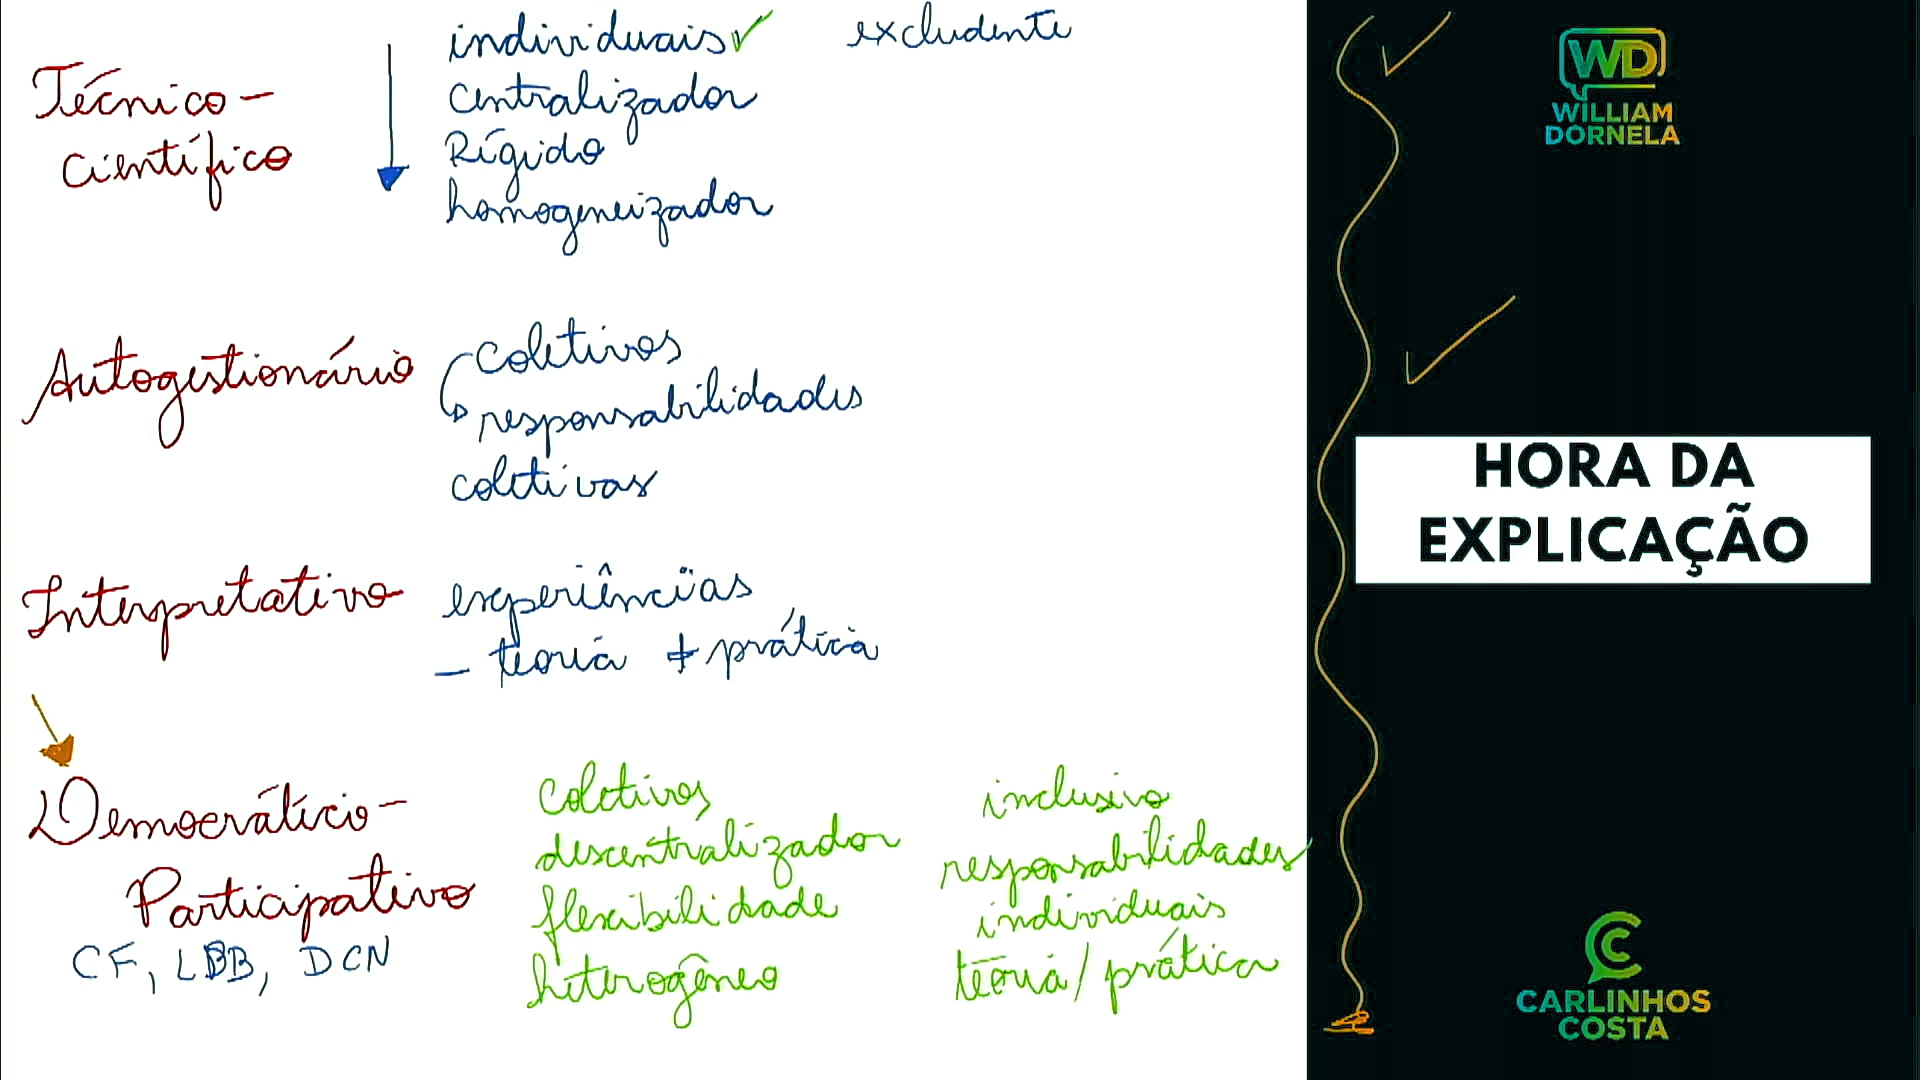 Técnico-
Científico
individuais
excludente
Centralizador
Rígido
homogeneizador
Autogestionário
Coletivos
responsabilidades
coletivas
Interpretativo
experiências
- teoria + prática
Democrático-
Participativo
CF, LDB, DCN
Coletivos
descentralizador
flexibilidade
heterogêneo
inclusivo
responsabilidades
individuais
teoria/prática
WD
WILLIAM
DORNELA
HORA DA
EXPLICAÇÃO
CC
CARLINHOS
COSTA